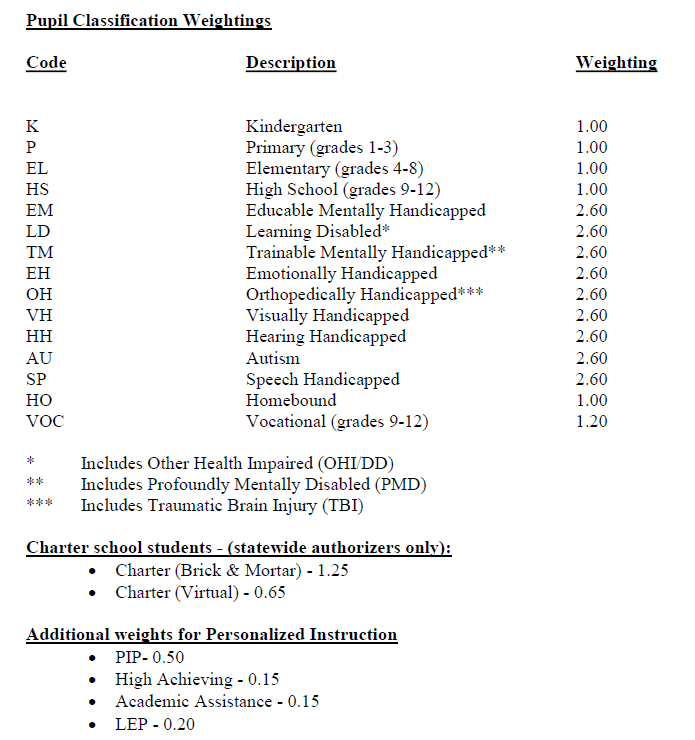 Pupil Classification Weightings
Code Description Weighting
K Kindergarten 1.00
P Primary (grades 1-3) 1.00
EL Elementary (grades 4-8) 1.00
HS High School (grades 9-12) 1.00
EM Educable Mentally Handicapped 2.60
LD Learning Disabled* 2.60
TM Trainable Mentally Handicapped** 2.60
EH Emotionally Handicapped 2.60
OH Orthopedically Handicapped*** 2.60
VH Visually Handicapped 2.60
HH Hearing Handicapped 2.60
AU Autism 2.60
SP Speech Handicapped 2.60
HO Homebound 1.00
VOC Vocational (grades 9-12) 1.20
* Includes Other Health Impaired (OHI/DD)
** Includes Profoundly Mentally Disabled (PMD)
*** Includes Traumatic Brain Injury (TBI)
Charter school students - (statewide authorizers only):
• Charter (Brick & Mortar) - 1.25
• Charter (Virtual) - 0.65
Additional weights for Personalized Instruction
• PIP- 0.50
• High Achieving - 0.15
• Academic Assistance - 0.15
• LEP - 0.20